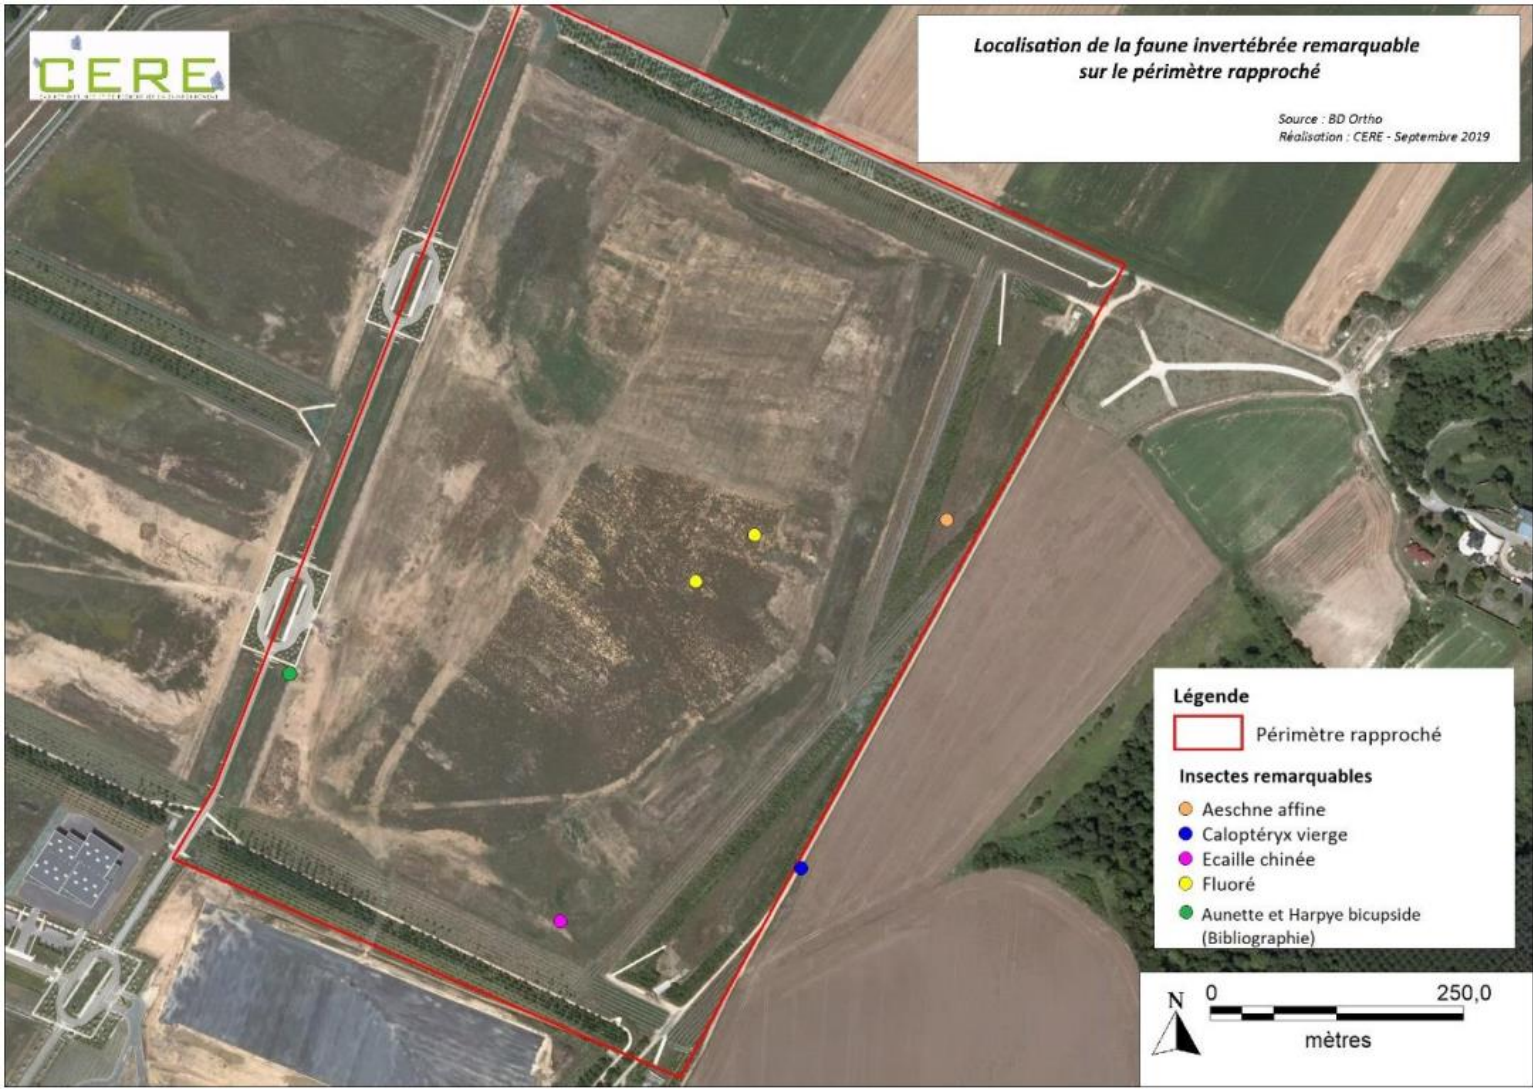 CERE
Localisation de la faune invertébrée remarquable
sur le périmètre rapproché
Source : BD Ortho
Réalisation : CERE - Septembre 2019
Légende
Périmètre rapproché
Insectes remarquables
Aeschne affine
Caloptéryx vierge
Ecaille chinée
Fluoré
Aunette et Harpye bicupside
(Bibliographie)
N
0 250,0
mètres